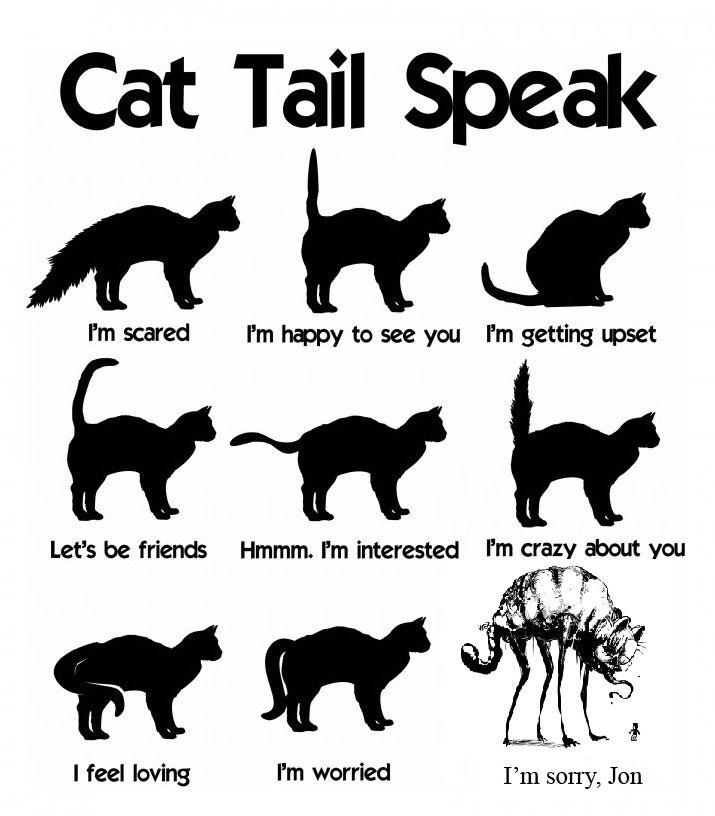 Cat Tail Speak
I'm scared
I'm happy to see you
I'm getting upset
Let's be friends
Hmmm. I'm interested
I'm crazy about you
I feel loving
I'm worried
I'm sorry, Jon